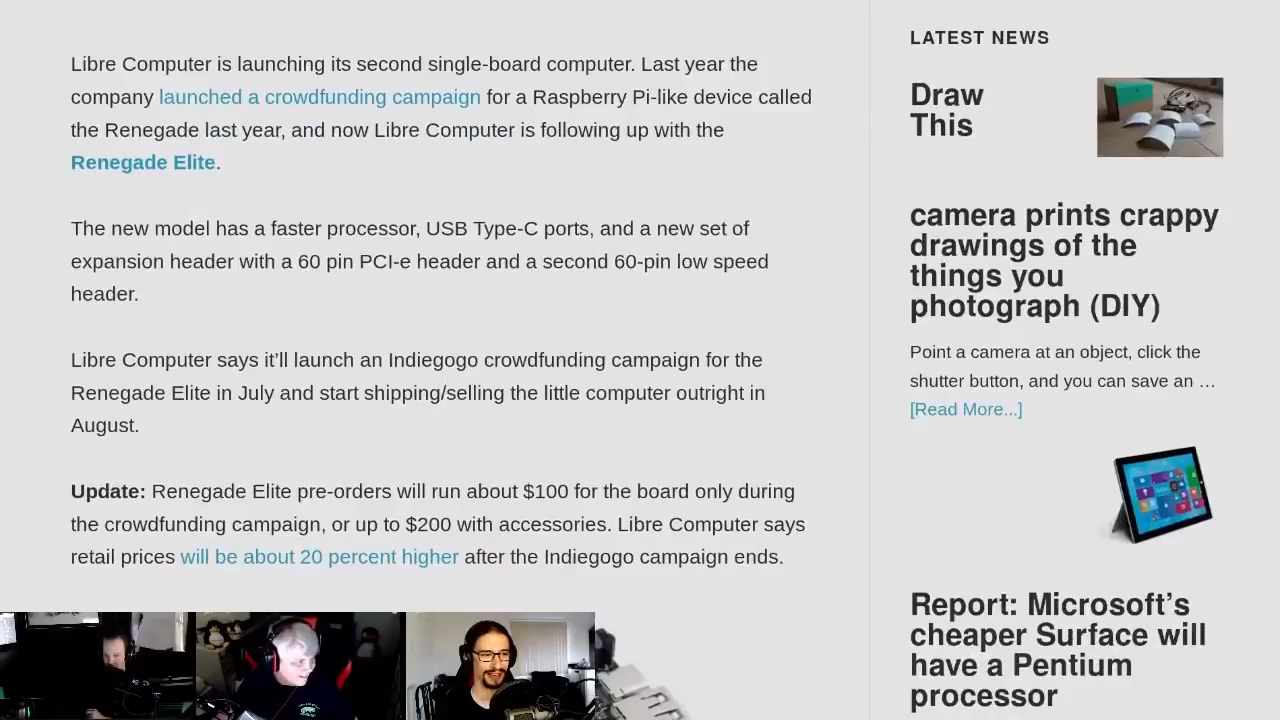 Libre Computer is launching its second single-board computer. Last year the
company launched a crowdfunding campaign for a Raspberry Pi-like device called
the Renegade last year, and now Libre Computer is following up with the
Renegade Elite.
The new model has a faster processor, USB Type-C ports, and a new set of
expansion header with a 60 pin PCI-e header and a second 60-pin low speed
header.
Libre Computer says it’ll launch an Indiegogo crowdfunding campaign for the
Renegade Elite in July and start shipping/selling the little computer outright in
August.
Update: Renegade Elite pre-orders will run about $100 for the board only during
the crowdfunding campaign, or up to $200 with accessories. Libre Computer says
retail prices will be about 20 percent higher after the Indiegogo campaign ends.
LATEST NEWS
Draw
This
camera prints crappy
drawings of the
things you
photograph (DIY)
Point a camera at an object, click the
shutter button, and you can save an …
[Read More...]
Report: Microsoft’s
cheaper Surface will
have a Pentium
processor